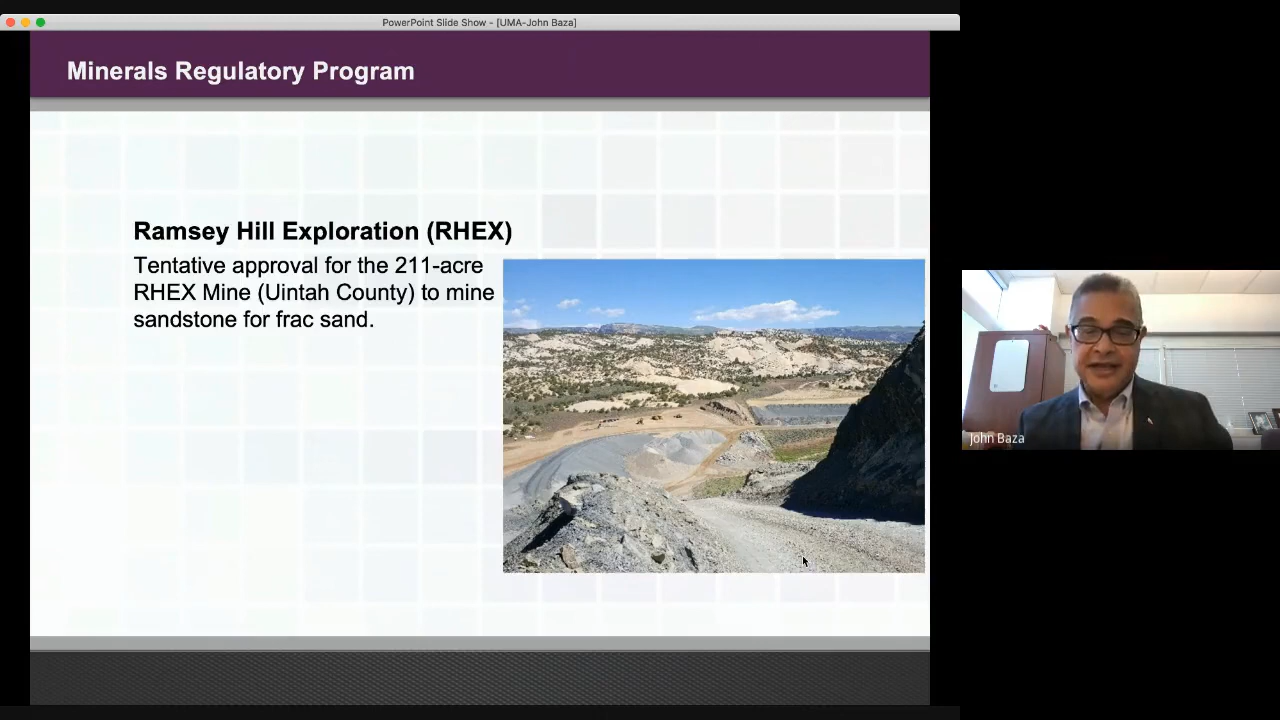 PowerPoint Slide Show - [UMA-John Baza]
Minerals Regulatory Program
Ramsey Hill Exploration (RHEX)
Tentative approval for the 211-acre
RHEX Mine (Uintah County) to mine
sandstone for frac sand.
John Baza